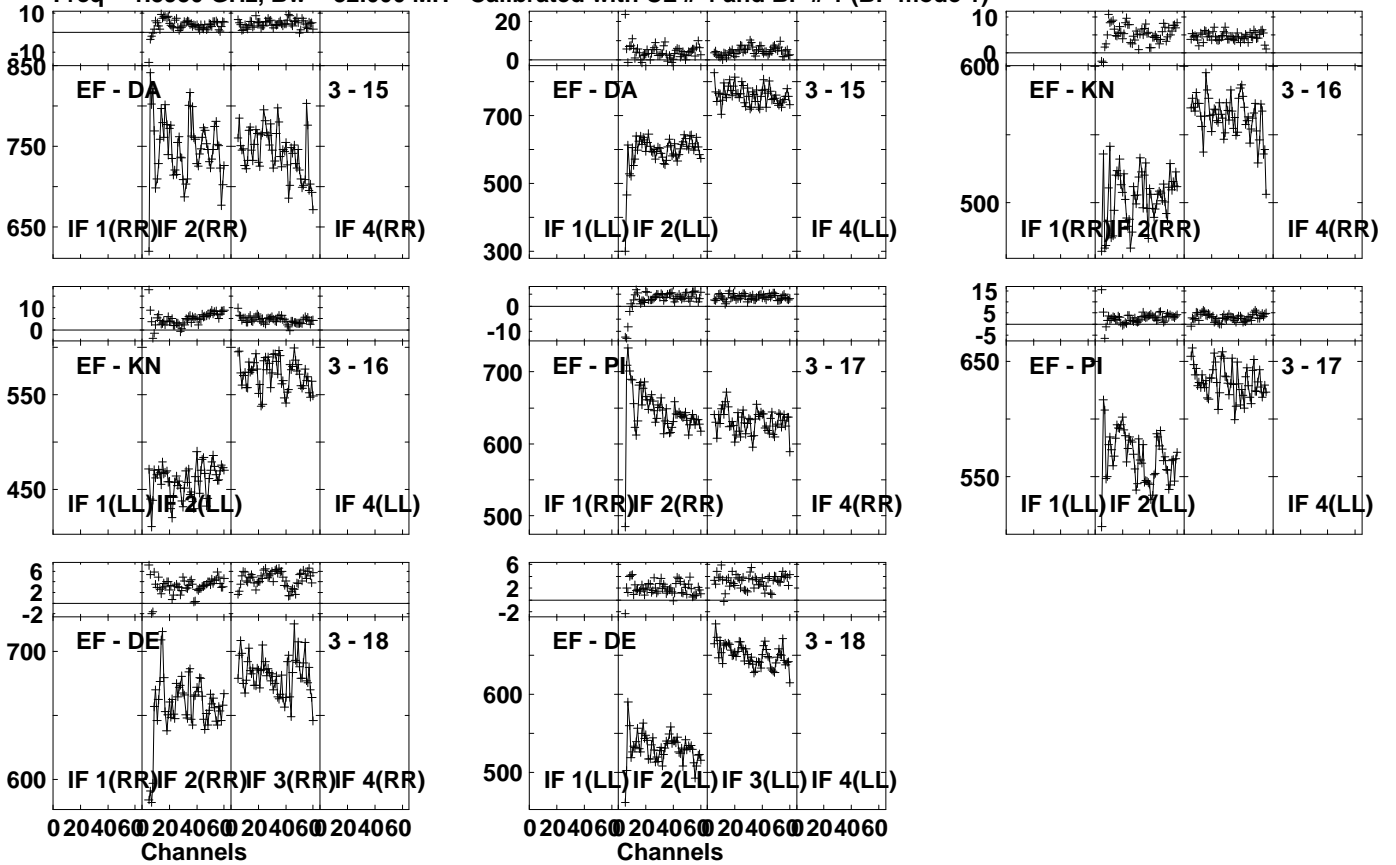 Calibrated with and
10
-10
850
EF - DA
3 - 15
750
650
IF 1(RR) IF 2(RR) IF 4(RR)
20
0
EF - DA
3 - 15
700
500
300
IF 1(LL) IF 2(LL) IF 4(LL)
10
0
600
EF - KN
3 - 16
500
IF 1(RR) IF 2(RR) IF 4(RR)
10
0
EF - KN
3 - 16
550
450
IF 1(LL) IF 2(LL) IF 4(LL)
0
-10
EF - PI
3 - 17
700
600
500
IF 1(RR) IF 2(RR) IF 4(RR)
15
5
-5
EF - PI
3 - 17
650
550
IF 1(LL) IF 2(LL) IF 4(LL)
6
2
-2
EF - DE
3 - 18
700
600
IF 1(RR) IF 2(RR) IF 3(RR) IF 4(RR)
0 20 40 60 0 20 40 60 0 20 40 60 0 20 40 60
Channels
6
2
-2
EF - DE
3 - 18
600
500
IF 1(LL) IF 2(LL) IF 3(LL) IF 4(LL)
0 20 40 60 0 20 40 60 0 20 40 60 0 20 40 60
Channels